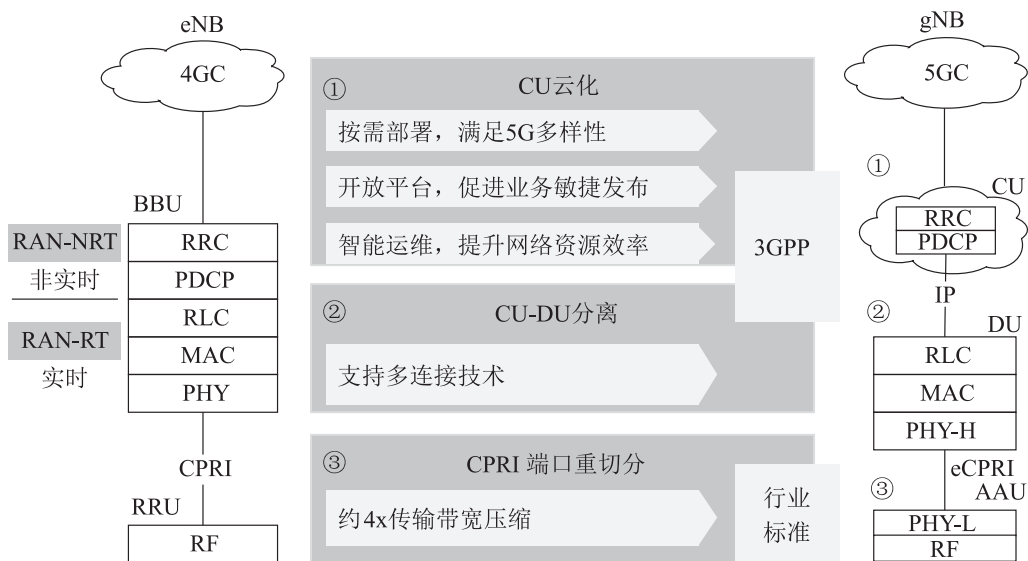 eNB
4GC
BBU
RAN-NRT
非实时
RAN-RT
实时
RRC
PDCP
RLC
MAC
PHY
CPRI
RRU
RF
① CU云化
按需部署，满足5G多样性
开放平台，促进业务敏捷发布
智能运维，提升网络资源效率
② CU-DU分离
支持多连接技术
3GPP
③ CPRI 端口重切分
约4x传输带宽压缩
行业
标准
gNB
5GC
①
CU
RRC
PDCP
IP
②
DU
RLC
MAC
PHY-H
eCPRI
③ AAU
PHY-L
RF